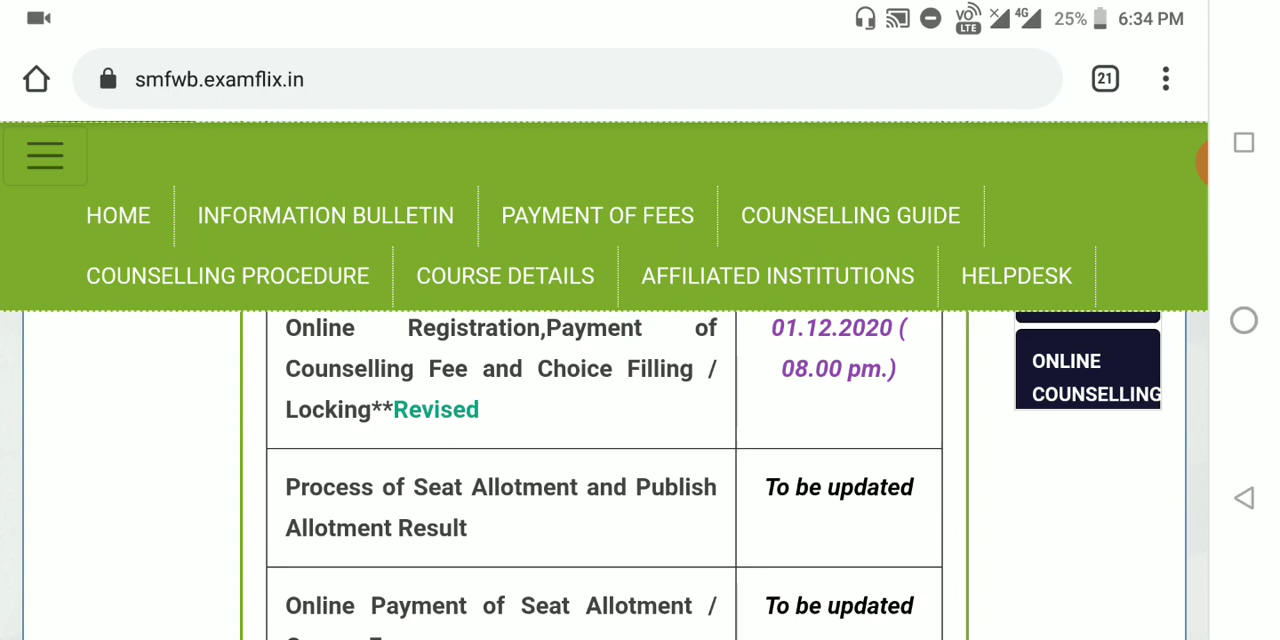 VO LTE 4G 25% 6:34 PM
smfwb.examflix.in 21
HOME INFORMATION BULLETIN PAYMENT OF FEES COUNSELLING GUIDE
COUNSELLING PROCEDURE COURSE DETAILS AFFILIATED INSTITUTIONS HELPDESK
Online Registration,Payment of
Counselling Fee and Choice Filling /
Locking**Revised
01.12.2020 (
08.00 pm.)
ONLINE
COUNSELLING
Process of Seat Allotment and Publish
Allotment Result
To be updated
Online Payment of Seat Allotment /
To be updated